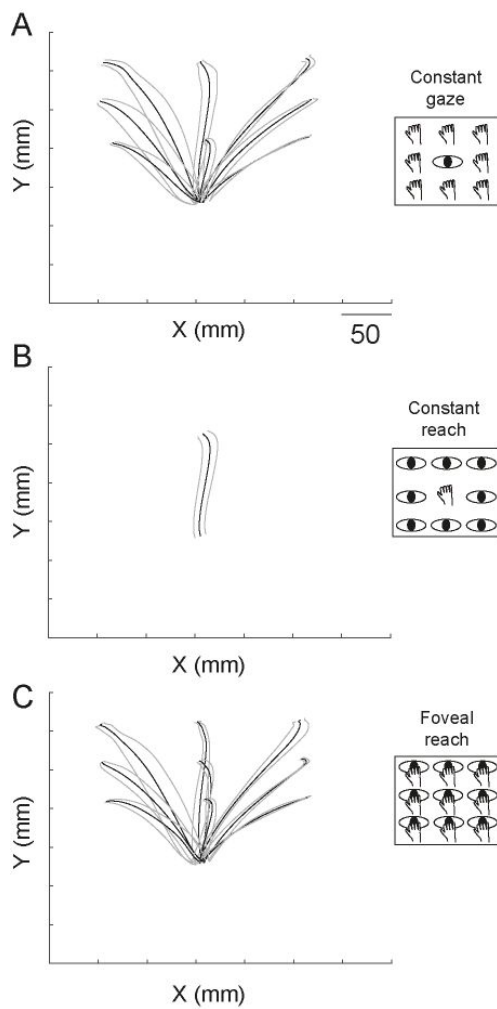 A
Y (mm)
X (mm)
50
Constant
gaze
B
Y (mm)
X (mm)
Constant
reach
C
Y (mm)
X (mm)
Foveal
reach